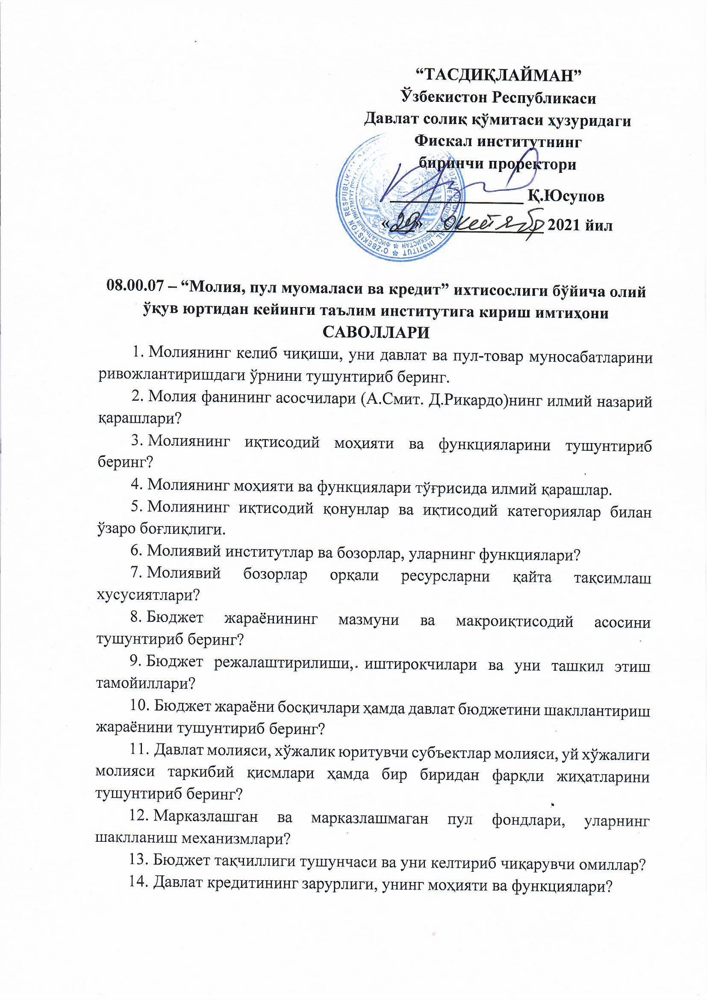 “ТАСДИҚЛАЙМАН”
Ўзбекистон Республикаси
Давлат солиқ қўмитаси ҳузуридаги
Фискал институтнинг
биринчи проректори
Қ.Юсупов
«29» октябр 2021 йил
08.00.07 – “Молия, пул муомаласи ва кредит” ихтисослиги бўйича олий
ўқув юртидан кейинги таълим институтига кириш имтиҳони
САВОЛЛАРИ
1. Молиянинг келиб чиқиши, уни давлат ва пул-товар муносабатларини
ривожлантиришдаги ўрнини тушунтириб беринг.
2. Молия фанининг асосчилари (А.Смит. Д.Рикардо)нинг илмий назарий
қарашлари?
3. Молиянинг иқтисодий моҳияти ва функцияларини тушунтириб
беринг?
4. Молиянинг моҳияти ва функциялари тўғрисида илмий қарашлар.
5. Молиянинг иқтисодий қонунлар ва иқтисодий категориялар билан
ўзаро боғлиқлиги.
6. Молиявий институтлар ва бозорлар, уларнинг функциялари?
7. Молиявий бозорлар орқали ресурсларни қайта тақсимлаш
хусусиятлари?
8. Бюджет жараёнининг мазмуни ва макроиқтисодий асосини
тушунтириб беринг?
9. Бюджет режалаштирилиши, иштирокчилари ва уни ташкил этиш
тамойиллари?
10. Бюджет жараёни босқичлари ҳамда давлат бюджетини шакллантириш
жараёнини тушунтириб беринг?
11. Давлат молияси, хўжалик юритувчи субъектлар молияси, уй хўжалиги
молияси таркибий қисмлари ҳамда бир биридан фарқли жиҳатларини
тушунтириб беринг?
12. Марказлашган ва марказлашмаган пул фондлари, уларнинг
шаклланиш механизмлари?
13. Бюджет тақчиллиги тушунчаси ва уни келтириб чиқарувчи омиллар?
14. Давлат кредитининг зарурлиги, унинг моҳияти ва функциялари?